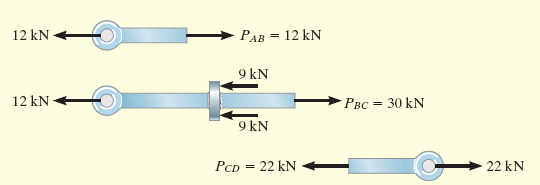 12 kN P_AB = 12 kN
9 kN
12 kN P_BC = 30 kN
9 kN
P_CD = 22 kN 22 kN